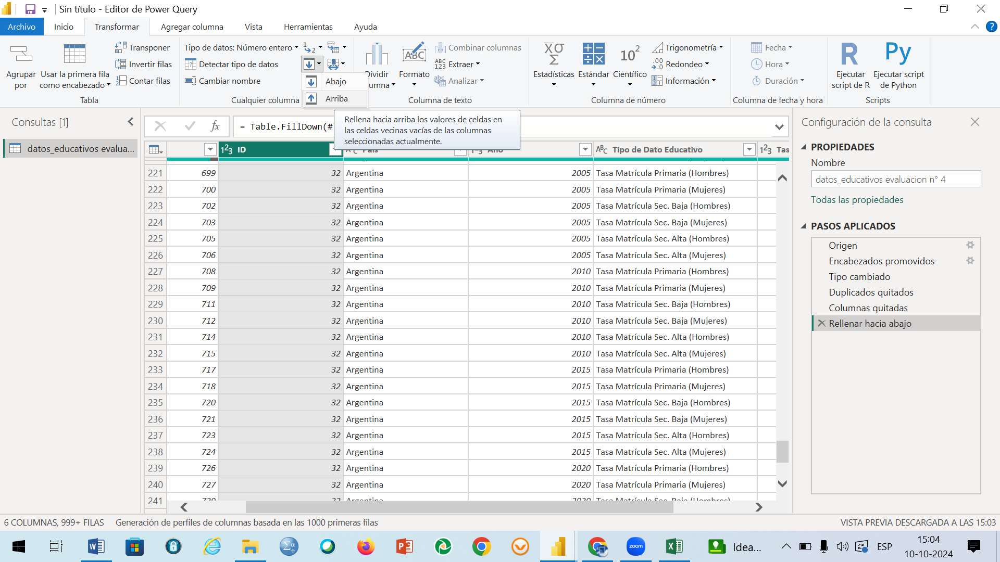 Sin título - Editor de Power Query
Archivo
Inicio
Transformar
Agregar columna
Vista
Herramientas
Ayuda
Agrupar por
Usar la primera fila como encabezado
Transponer
Invertir filas
Contar filas
Tabla
Tipo de datos: Número entero
Detectar tipo de datos
Cambiar nombre
Cualquier columna
Abajo
Arriba
Dividir
Formato
Combinar columnas
Extraer
Analizar
Columna de texto
Estadísticas
Estándar
Científico
Trigonometría
Redondeo
Información
Columna de número
Fecha
Hora
Duración
Columna de fecha y hora
Ejecutar script de R
Ejecutar script de Python
Scripts
Rellena hacia arriba los valores de celdas en
las celdas vecinas vacías de las columnas
seleccionadas actualmente.
Consultas [1]
datos_educativos evalua...
= Table.FillDown(#
ID
Tipo de Dato Educativo
Tas
221 699 32 Argentina 2005 Tasa Matrícula Primaria (Hombres)
222 700 32 Argentina 2005 Tasa Matrícula Primaria (Mujeres)
223 702 32 Argentina 2005 Tasa Matrícula Sec. Baja (Hombres)
224 703 32 Argentina 2005 Tasa Matrícula Sec. Baja (Mujeres)
225 705 32 Argentina 2005 Tasa Matrícula Sec. Alta (Hombres)
226 706 32 Argentina 2005 Tasa Matrícula Sec. Alta (Mujeres)
227 708 32 Argentina 2010 Tasa Matrícula Primaria (Hombres)
228 709 32 Argentina 2010 Tasa Matrícula Primaria (Mujeres)
229 711 32 Argentina 2010 Tasa Matrícula Sec. Baja (Hombres)
230 712 32 Argentina 2010 Tasa Matrícula Sec. Baja (Mujeres)
231 714 32 Argentina 2010 Tasa Matrícula Sec. Alta (Hombres)
232 715 32 Argentina 2010 Tasa Matrícula Sec. Alta (Mujeres)
233 717 32 Argentina 2015 Tasa Matrícula Primaria (Hombres)
234 718 32 Argentina 2015 Tasa Matrícula Primaria (Mujeres)
235 720 32 Argentina 2015 Tasa Matrícula Sec. Baja (Hombres)
236 721 32 Argentina 2015 Tasa Matrícula Sec. Baja (Mujeres)
237 723 32 Argentina 2015 Tasa Matrícula Sec. Alta (Hombres)
238 724 32 Argentina 2015 Tasa Matrícula Sec. Alta (Mujeres)
239 726 32 Argentina 2020 Tasa Matrícula Primaria (Hombres)
240 727 32 Argentina 2020 Tasa Matrícula Primaria (Mujeres)
241
Configuración de la consulta
PROPIEDADES
Nombre
datos_educativos evaluacion n° 4
Todas las propiedades
PASOS APLICADOS
Origen
Encabezados promovidos
Tipo cambiado
Duplicados quitados
Columnas quitadas
Rellenar hacia abajo
6 COLUMNAS, 999+ FILAS
Generación de perfiles de columnas basada en las 1000 primeras filas
VISTA PREVIA DESCARGADA A LAS 15:03
zoom
Idea...
ESP
15:04
10-10-2024